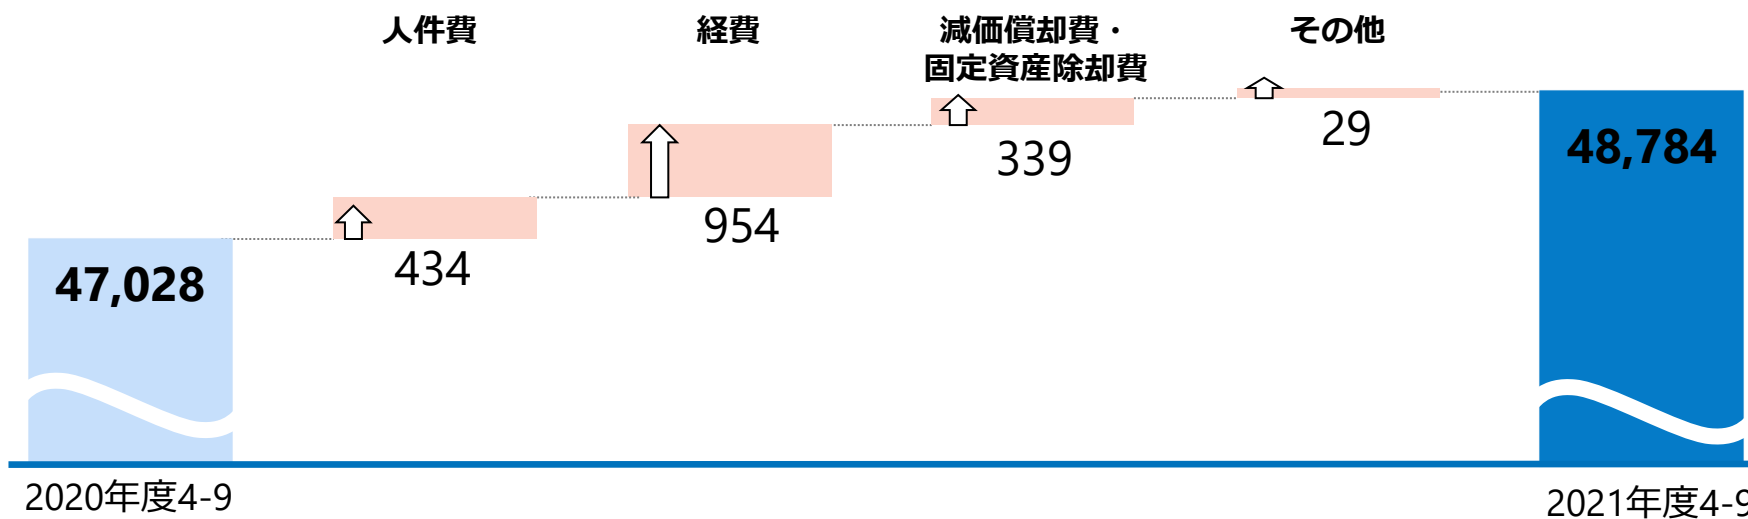 人件費
経費
減価償却費・
固定資産除却費
その他
47,028
434
954
339
29
48,784
2020年度4-9
2021年度4-9